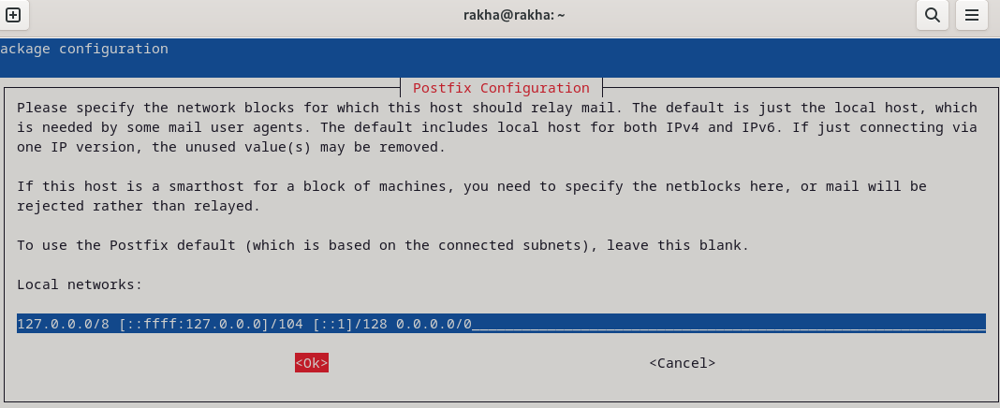 rakha@rakha: ~
ackage configuration
Postfix Configuration
Please specify the network blocks for which this host should relay mail. The default is just the local host, which
is needed by some mail user agents. The default includes local host for both IPv4 and IPv6. If just connecting via
one IP version, the unused value(s) may be removed.
If this host is a smarthost for a block of machines, you need to specify the netblocks here, or mail will be
rejected rather than relayed.
To use the Postfix default (which is based on the connected subnets), leave this blank.
Local networks:
127.0.0.0/8 [::ffff:127.0.0.0]/104 [::1]/128 0.0.0.0/0
<Ok> <Cancel>